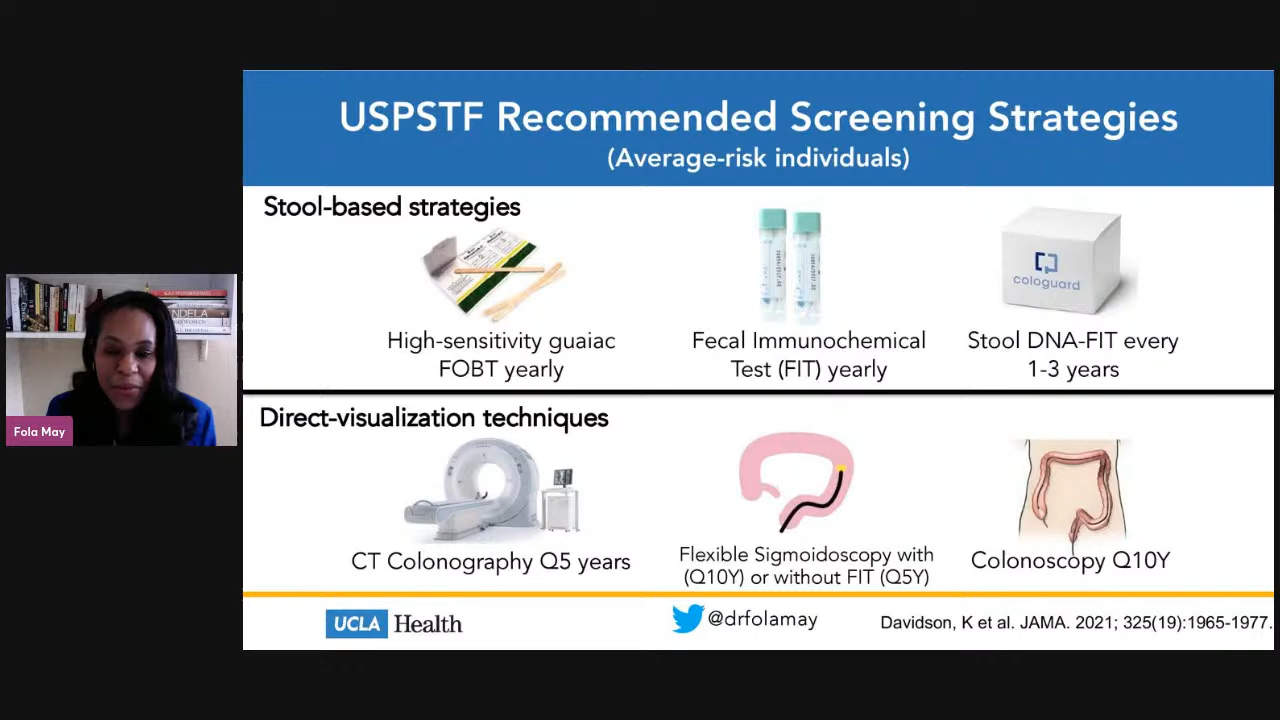 USPSTF Recommended Screening Strategies
(Average-risk individuals)
Stool-based strategies
cologuard
High-sensitivity guaiac
FOBT yearly
Fecal Immunochemical
Test (FIT) yearly
Stool DNA-FIT every
1-3 years
Direct-visualization techniques
CT Colonography Q5 years
Flexible Sigmoidoscopy with
(Q10Y) or without FIT (Q5Y)
Colonoscopy Q10Y
UCLA Health
@drfolamay
Davidson, K et al. JAMA. 2021; 325(19):1965-1977.
NDELA
Fola May